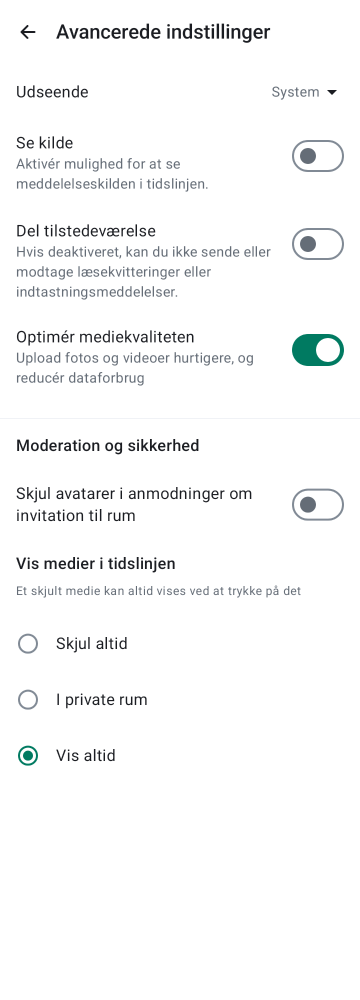 Avancerede indstillinger
Udseende
System
Se kilde
Aktivér mulighed for at se
meddelelseskilden i tidslinjen.
Del tilstedeværelse
Hvis deaktiveret, kan du ikke sende eller
modtage læsekvitteringer eller
indtastningsmeddelelser.
Optimér mediekvaliteten
Upload fotos og videoer hurtigere, og
reducér dataforbrug
Moderation og sikkerhed
Skjul avatarer i anmodninger om
invitation til rum
Vis medier i tidslinjen
Et skjult medie kan altid vises ved at trykke på det
Skjul altid
I private rum
Vis altid